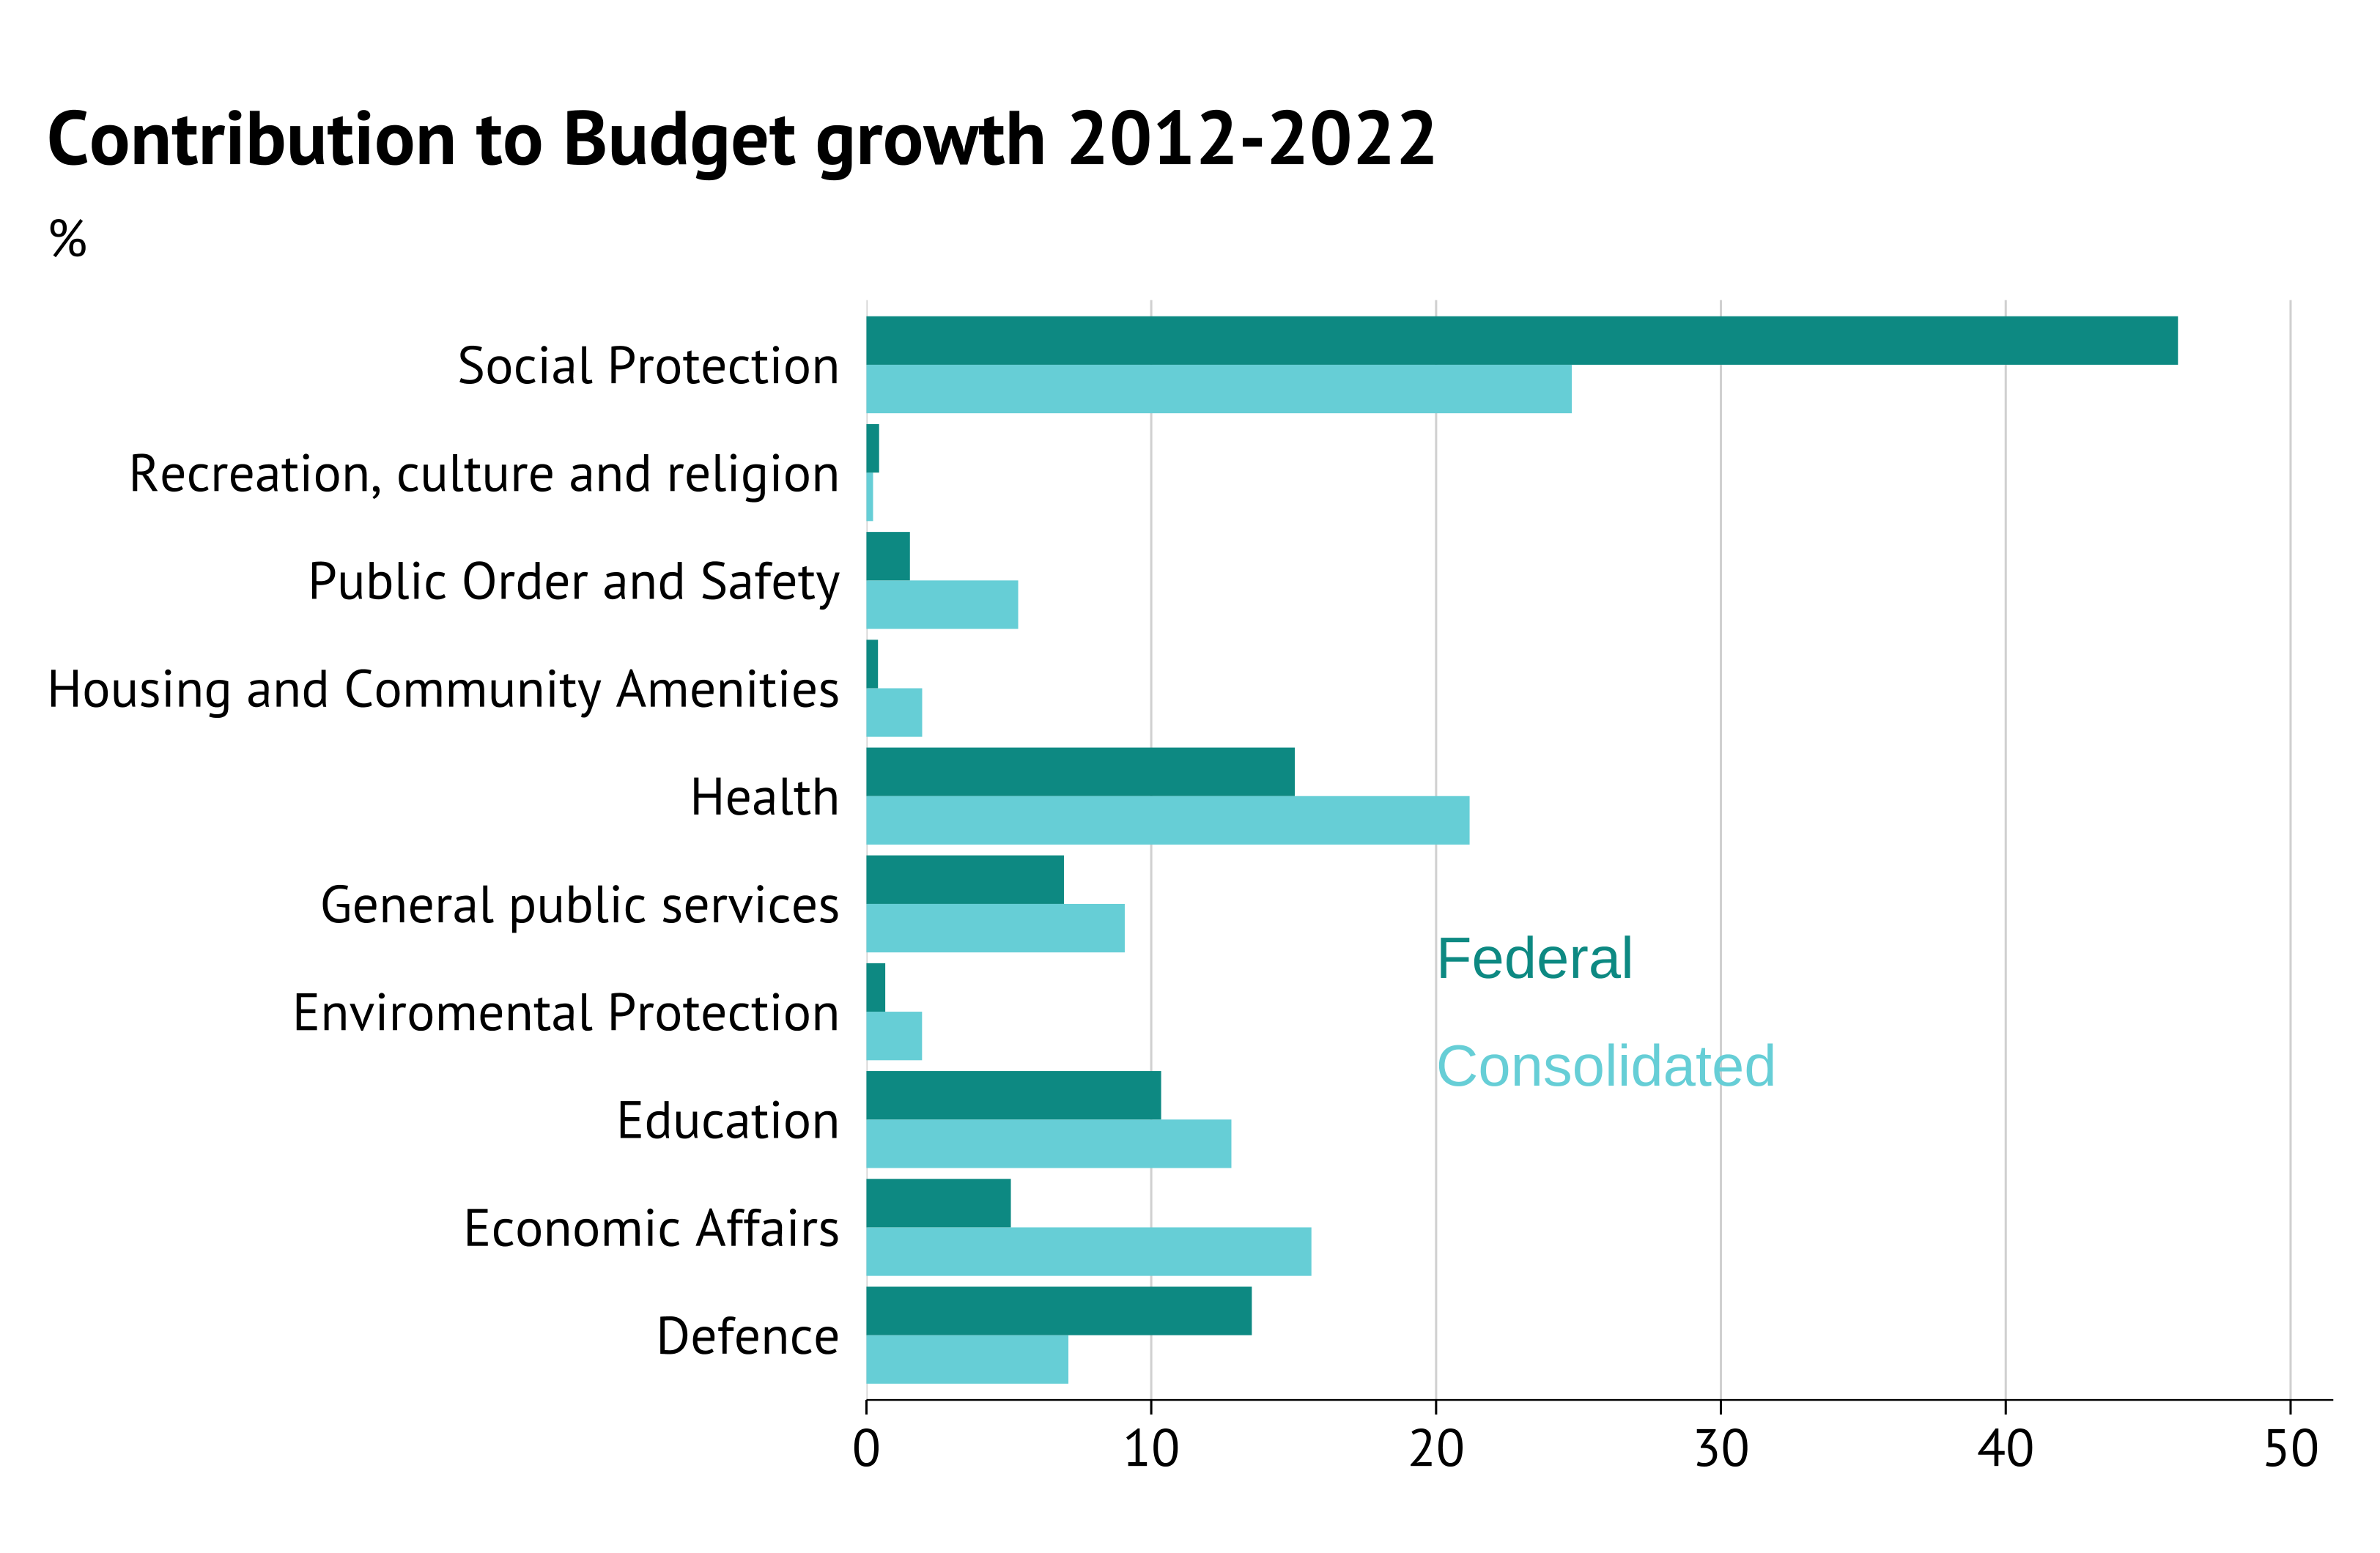 Contribution to Budget growth 2012-2022
%
Social Protection
Recreation, culture and religion
Public Order and Safety
Housing and Community Amenities
Health
General public services
Federal
Enviromental Protection
Consolidated
Education
Economic Affairs
Defence
0 10 20 30 40 50